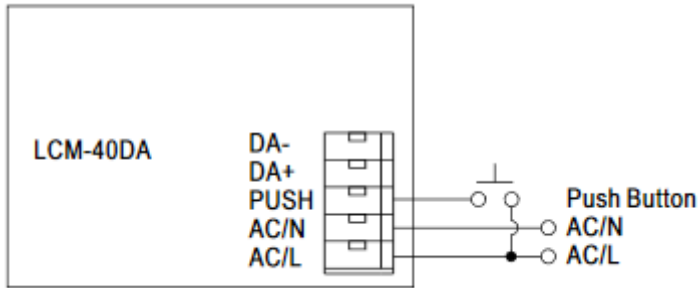 LCM-40DA
DA-
DA+
PUSH
AC/N
AC/L
Push Button
AC/N
AC/L